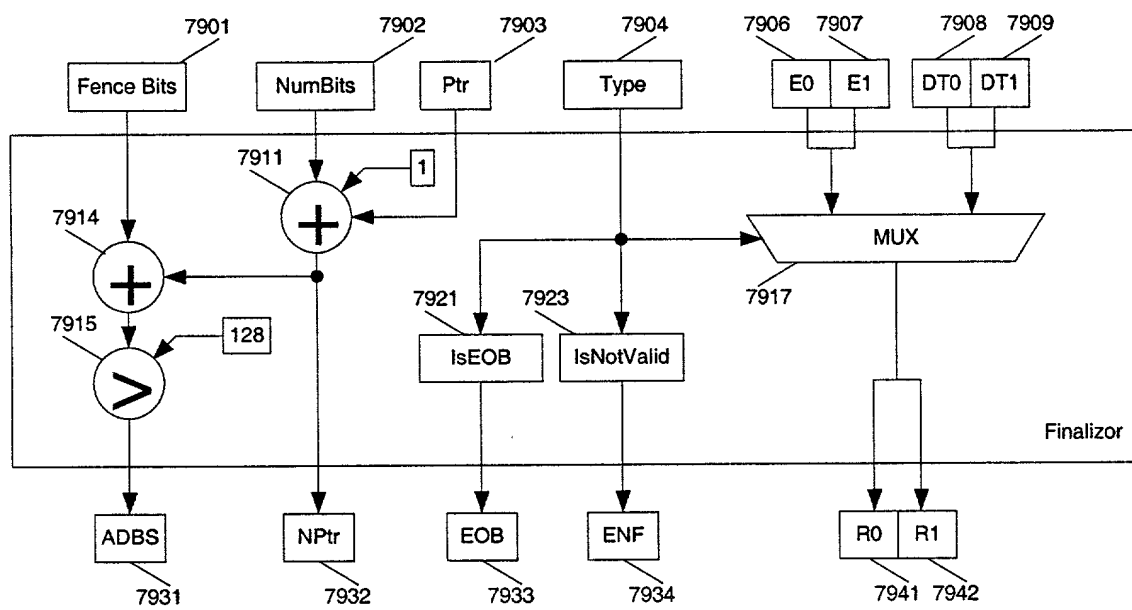 7901 7902 7903 7904 7906 7907 7908 7909
Fence Bits NumBits Ptr Type E0 E1 DT0 DT1
7911 1
+
7914 MUX
+
7921 7923 7917
7915 128
IsEOB IsNotValid
>
Finalizor
ADBS NPtr EOB ENF R0 R1
7931 7932 7933 7934 7941 7942